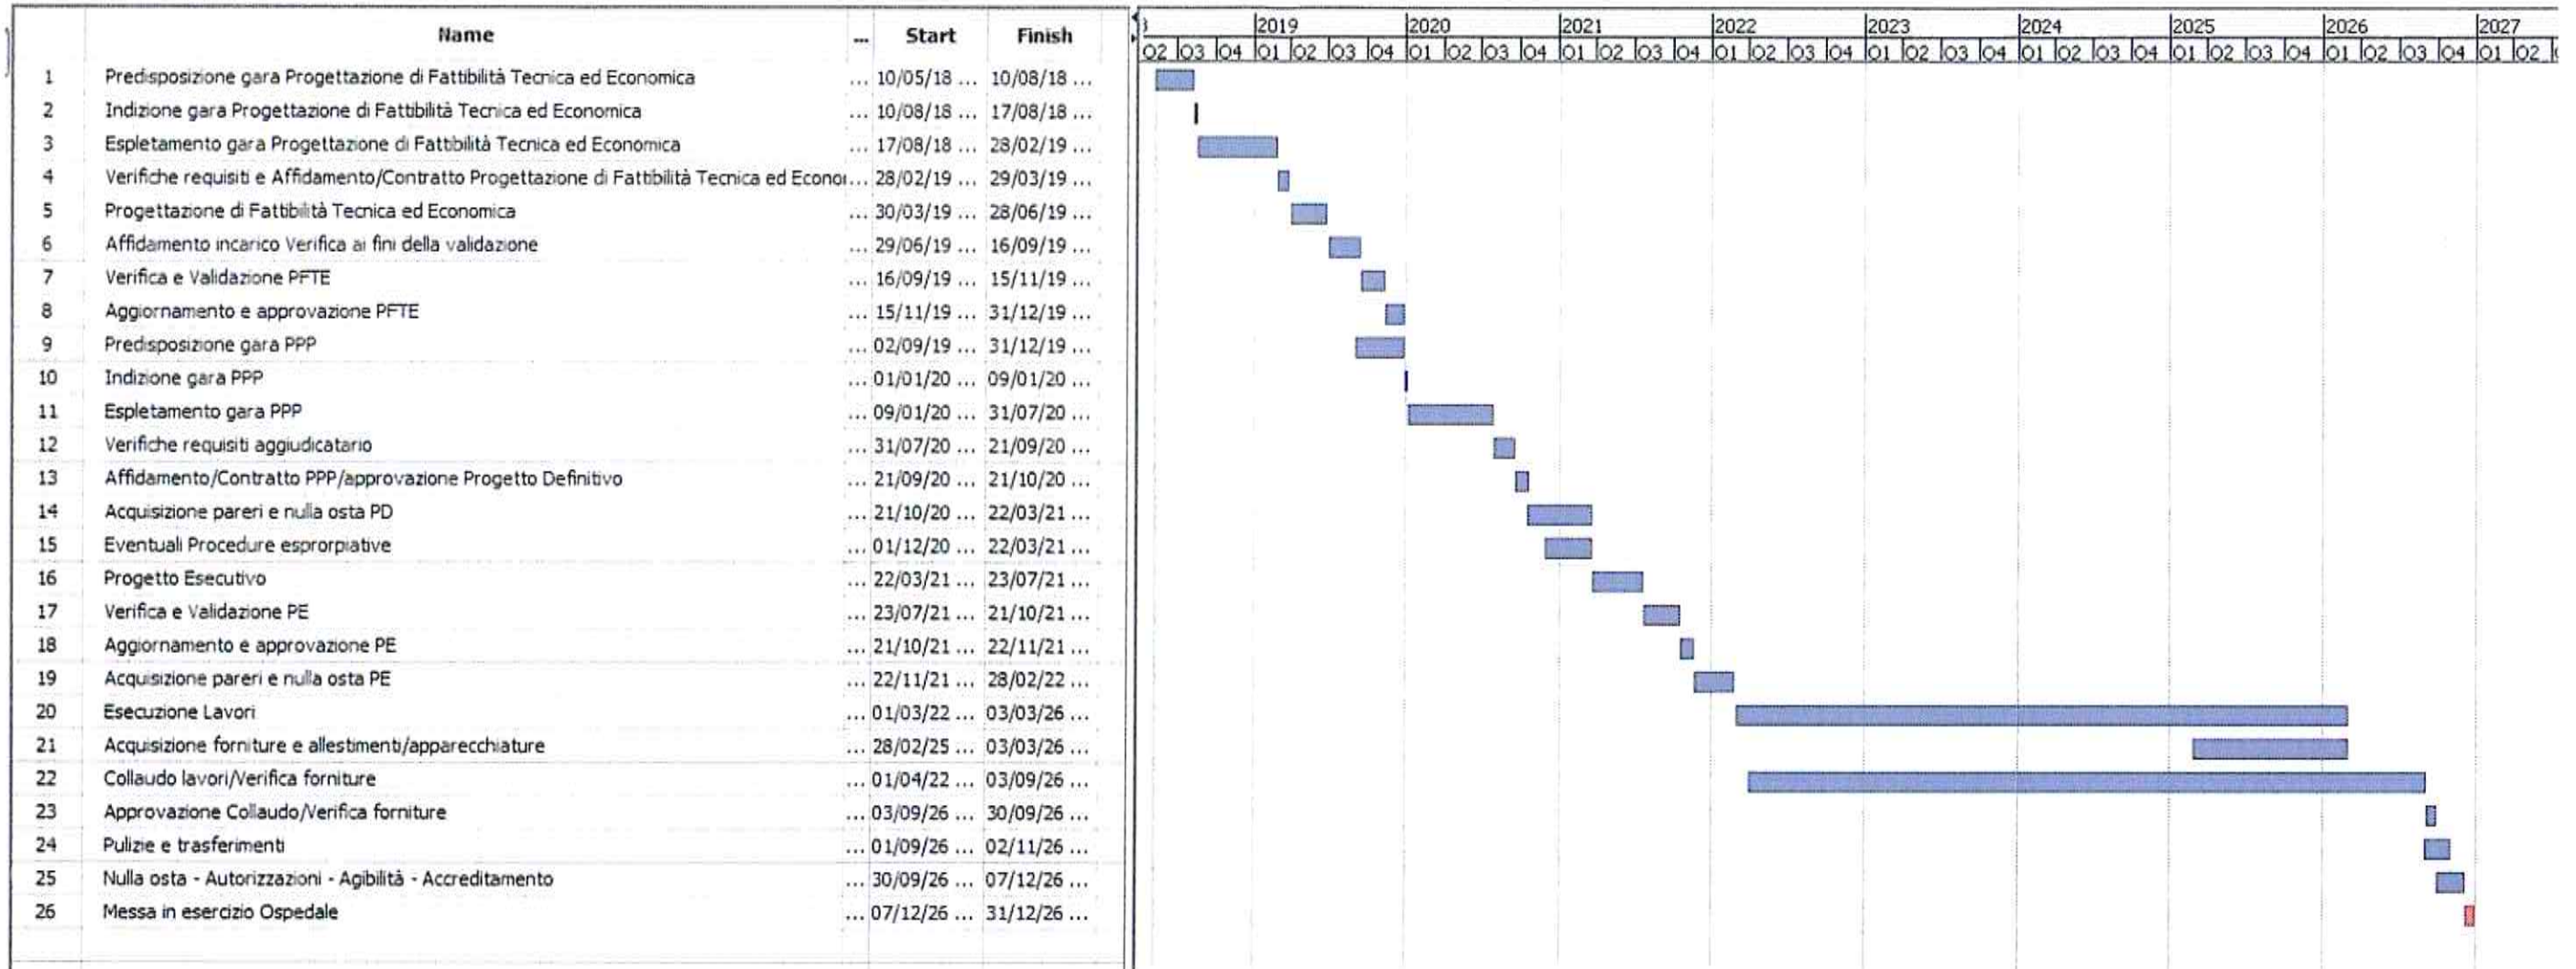 Name ... Start Finish
1 Predisposizione gara Progettazione di Fattibilità Tecnica ed Economica ... 10/05/18 ... 10/08/18 ...
2 Indizione gara Progettazione di Fattibilità Tecnica ed Economica ... 10/08/18 ... 17/08/18 ...
3 Espletamento gara Progettazione di Fattibilità Tecnica ed Economica ... 17/08/18 ... 28/02/19 ...
4 Verifiche requisiti e Affidamento/Contratto Progettazione di Fattibilità Tecnica ed Econoı... 28/02/19 ... 29/03/19 ...
5 Progettazione di Fattibilità Tecnica ed Economica ... 30/03/19 ... 28/06/19 ...
6 Affidamento incarico Verifica ai fini della validazione ... 29/06/19 ... 16/09/19 ...
7 Verifica e Validazione PFTE ... 16/09/19 ... 15/11/19 ...
8 Aggiornamento e approvazione PFTE ... 15/11/19 ... 31/12/19 ...
9 Predisposizione gara PPP ... 02/09/19 ... 31/12/19 ...
10 Indizione gara PPP ... 01/01/20 ... 09/01/20 ...
11 Espletamento gara PPP ... 09/01/20 ... 31/07/20 ...
12 Verifiche requisiti aggiudicatario ... 31/07/20 ... 21/09/20 ...
13 Affidamento/Contratto PPP/approvazione Progetto Definitivo ... 21/09/20 ... 21/10/20 ...
14 Acquisizione pareri e nulla osta PD ... 21/10/20 ... 22/03/21 ...
15 Eventuali Procedure esprorpiative ... 01/12/20 ... 22/03/21 ...
16 Progetto Esecutivo ... 22/03/21 ... 23/07/21 ...
17 Verifica e Validazione PE ... 23/07/21 ... 21/10/21 ...
18 Aggiornamento e approvazione PE ... 21/10/21 ... 22/11/21 ...
19 Acquisizione pareri e nulla osta PE ... 22/11/21 ... 28/02/22 ...
20 Esecuzione Lavori ... 01/03/22 ... 03/03/26 ...
21 Acquisizione forniture e allestimenti/apparecchiature ... 28/02/25 ... 03/03/26 ...
22 Collaudo lavori/Verifica forniture ... 01/04/22 ... 03/09/26 ...
23 Approvazione Collaudo/Verifica forniture ... 03/09/26 ... 30/09/26 ...
24 Pulizie e trasferimenti ... 01/09/26 ... 02/11/26 ...
25 Nulla osta - Autorizzazioni - Agibilità - Accreditamento ... 30/09/26 ... 07/12/26 ...
26 Messa in esercizio Ospedale ... 07/12/26 ... 31/12/26 ...
2019 2020 2021 2022 2023 2024 2025 2026 2027
Q2 Q3 Q4 Q1 Q2 Q3 Q4 Q1 Q2 Q3 Q4 Q1 Q2 Q3 Q4 Q1 Q2 Q3 Q4 Q1 Q2 Q3 Q4 Q1 Q2 Q3 Q4 Q1 Q2 Q3 Q4 Q1 Q2 Q3 Q4 Q1 Q2